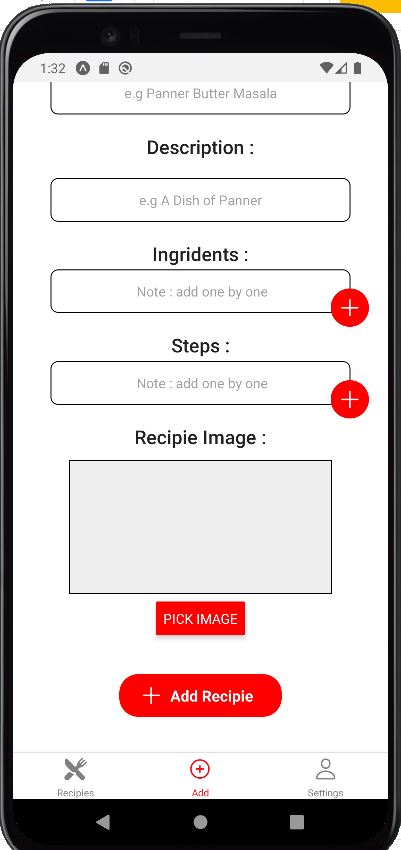 1:32
e.g Panner Butter Masala
Description :
e.g A Dish of Panner
Ingridents :
Note : add one by one
Steps :
Note : add one by one
Recipie Image :
PICK IMAGE
Add Recipie
Recipies
Add
Settings